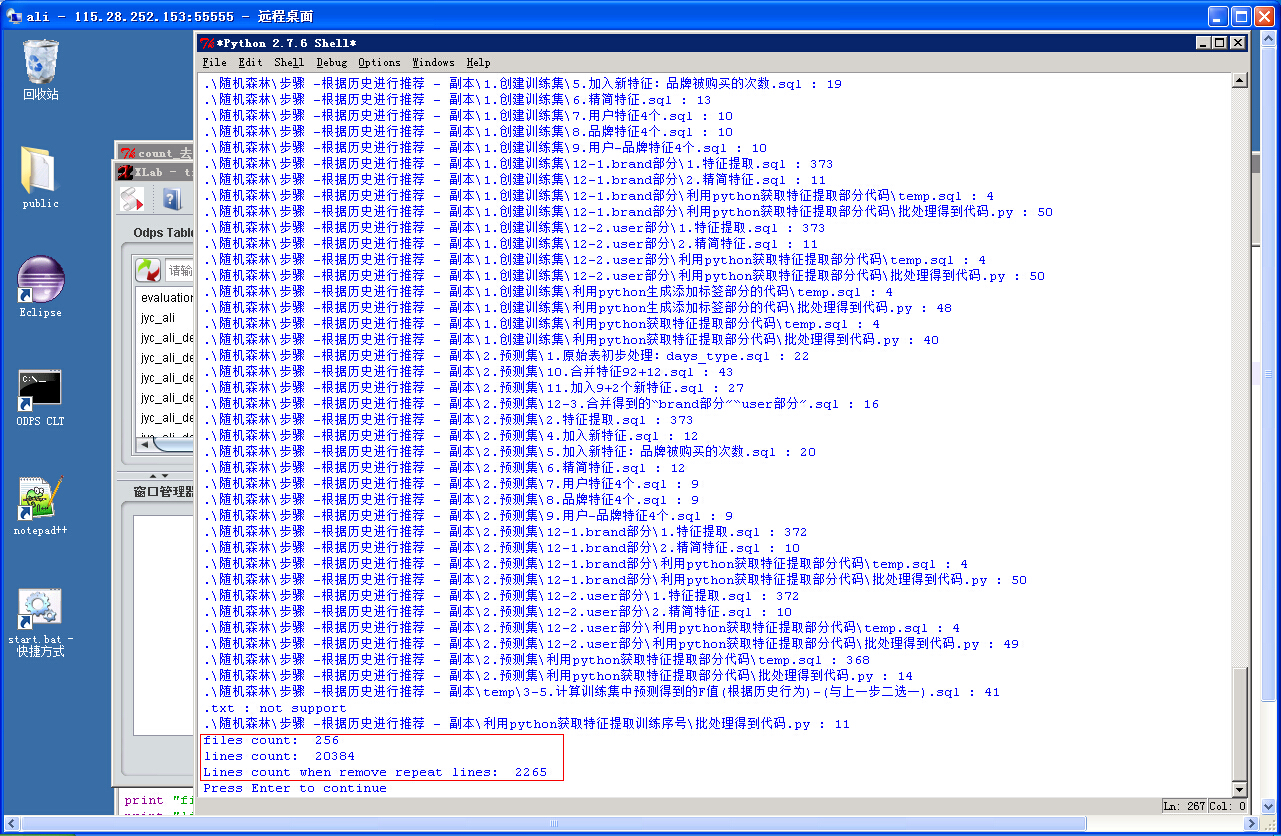 ali - 115.28.252.153:55555 - 远程桌面
回收站
public
Eclipse
ODPS CLT
notepad++
start.bat -
快捷方式
count_去
XLab - t
Odps Table
请输
evaluation
jyc_ali
jyc_ali_de
jyc_ali_de
jyc_ali_de
jyc_ali_de
jyc_ali_de
jyc_ali_de
窗口管理器
print "fi
*Python 2.7.6 Shell*
File Edit Shell Debug Options Windows Help
.\随机森林\步骤 -根据历史进行推荐 - 副本\1.创建训练集\5.加入新特征：品牌被购买的次数.sql : 19
.\随机森林\步骤 -根据历史进行推荐 - 副本\1.创建训练集\6.精简特征.sql : 13
.\随机森林\步骤 -根据历史进行推荐 - 副本\1.创建训练集\7.用户特征4个.sql : 10
.\随机森林\步骤 -根据历史进行推荐 - 副本\1.创建训练集\8.品牌特征4个.sql : 10
.\随机森林\步骤 -根据历史进行推荐 - 副本\1.创建训练集\9.用户-品牌特征4个.sql : 10
.\随机森林\步骤 -根据历史进行推荐 - 副本\1.创建训练集\12-1.brand部分\1.特征提取.sql : 373
.\随机森林\步骤 -根据历史进行推荐 - 副本\1.创建训练集\12-1.brand部分\2.精简特征.sql : 11
.\随机森林\步骤 -根据历史进行推荐 - 副本\1.创建训练集\12-1.brand部分\利用python获取特征提取部分代码\temp.sql : 4
.\随机森林\步骤 -根据历史进行推荐 - 副本\1.创建训练集\12-1.brand部分\利用python获取特征提取部分代码\批处理得到代码.py : 50
.\随机森林\步骤 -根据历史进行推荐 - 副本\1.创建训练集\12-2.user部分\1.特征提取.sql : 373
.\随机森林\步骤 -根据历史进行推荐 - 副本\1.创建训练集\12-2.user部分\2.精简特征.sql : 11
.\随机森林\步骤 -根据历史进行推荐 - 副本\1.创建训练集\12-2.user部分\利用python获取特征提取部分代码\temp.sql : 4
.\随机森林\步骤 -根据历史进行推荐 - 副本\1.创建训练集\12-2.user部分\利用python获取特征提取部分代码\批处理得到代码.py : 50
.\随机森林\步骤 -根据历史进行推荐 - 副本\1.创建训练集\利用python生成添加标签部分的代码\temp.sql : 4
.\随机森林\步骤 -根据历史进行推荐 - 副本\1.创建训练集\利用python生成添加标签部分的代码\批处理得到代码.py : 48
.\随机森林\步骤 -根据历史进行推荐 - 副本\1.创建训练集\利用python获取特征提取部分代码\temp.sql : 4
.\随机森林\步骤 -根据历史进行推荐 - 副本\1.创建训练集\利用python获取特征提取部分代码\批处理得到代码.py : 40
.\随机森林\步骤 -根据历史进行推荐 - 副本\2.预测集\1.原始表初步处理：days_type.sql : 22
.\随机森林\步骤 -根据历史进行推荐 - 副本\2.预测集\10.合并特征92+12.sql : 43
.\随机森林\步骤 -根据历史进行推荐 - 副本\2.预测集\11.加入9+2个新特征.sql : 27
.\随机森林\步骤 -根据历史进行推荐 - 副本\2.预测集\12-3.合并得到的“brand部分”“user部分”.sql : 16
.\随机森林\步骤 -根据历史进行推荐 - 副本\2.预测集\2.特征提取.sql : 373
.\随机森林\步骤 -根据历史进行推荐 - 副本\2.预测集\4.加入新特征.sql : 12
.\随机森林\步骤 -根据历史进行推荐 - 副本\2.预测集\5.加入新特征：品牌被购买的次数.sql : 20
.\随机森林\步骤 -根据历史进行推荐 - 副本\2.预测集\6.精简特征.sql : 12
.\随机森林\步骤 -根据历史进行推荐 - 副本\2.预测集\7.用户特征4个.sql : 9
.\随机森林\步骤 -根据历史进行推荐 - 副本\2.预测集\8.品牌特征4个.sql : 9
.\随机森林\步骤 -根据历史进行推荐 - 副本\2.预测集\9.用户-品牌特征4个.sql : 9
.\随机森林\步骤 -根据历史进行推荐 - 副本\2.预测集\12-1.brand部分\1.特征提取.sql : 372
.\随机森林\步骤 -根据历史进行推荐 - 副本\2.预测集\12-1.brand部分\2.精简特征.sql : 10
.\随机森林\步骤 -根据历史进行推荐 - 副本\2.预测集\12-1.brand部分\利用python获取特征提取部分代码\temp.sql : 4
.\随机森林\步骤 -根据历史进行推荐 - 副本\2.预测集\12-1.brand部分\利用python获取特征提取部分代码\批处理得到代码.py : 50
.\随机森林\步骤 -根据历史进行推荐 - 副本\2.预测集\12-2.user部分\1.特征提取.sql : 372
.\随机森林\步骤 -根据历史进行推荐 - 副本\2.预测集\12-2.user部分\2.精简特征.sql : 10
.\随机森林\步骤 -根据历史进行推荐 - 副本\2.预测集\12-2.user部分\利用python获取特征提取部分代码\temp.sql : 4
.\随机森林\步骤 -根据历史进行推荐 - 副本\2.预测集\12-2.user部分\利用python获取特征提取部分代码\批处理得到代码.py : 49
.\随机森林\步骤 -根据历史进行推荐 - 副本\2.预测集\利用python获取特征提取部分代码\temp.sql : 368
.\随机森林\步骤 -根据历史进行推荐 - 副本\2.预测集\利用python获取特征提取部分代码\批处理得到代码.py : 14
.\随机森林\步骤 -根据历史进行推荐 - 副本\temp\3-5.计算训练集中预测得到的F值(根据历史行为)-(与上一步二选一).sql : 41
.txt : not support
.\随机森林\步骤 -根据历史进行推荐 - 副本\利用python获取特征提取训练序号\批处理得到代码.py : 11
files count: 256
lines count: 20384
Lines count when remove repeat lines: 2265
Press Enter to continue
Ln: 267 Col: 0